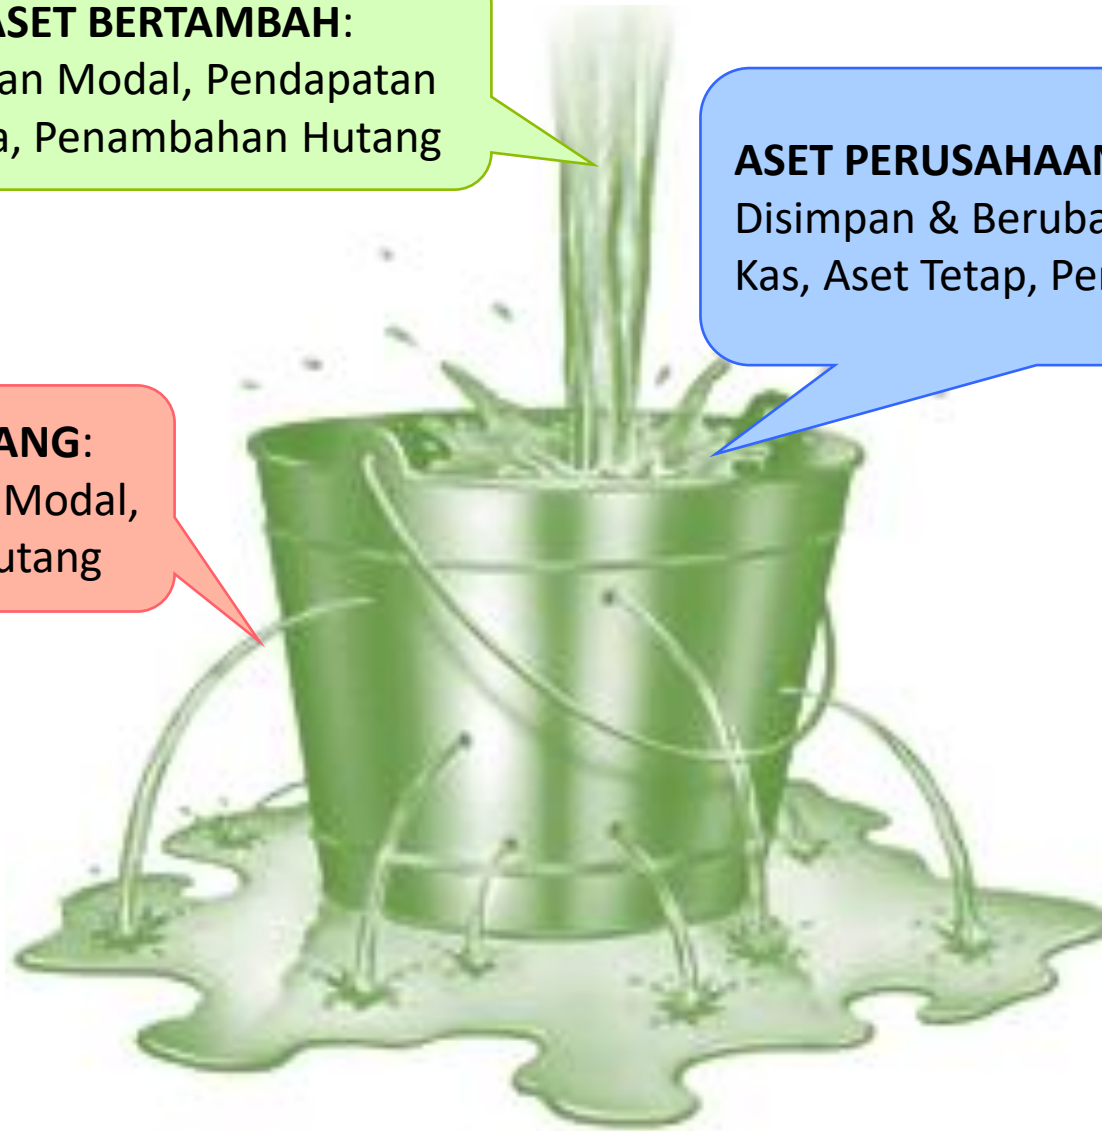 ASET BERTAMBAH:
an Modal, Pendapatan
a, Penambahan Hutang
ASET PERUSAHAAN
Disimpan & Beruba
Kas, Aset Tetap, Per
ANG:
Modal,
utang